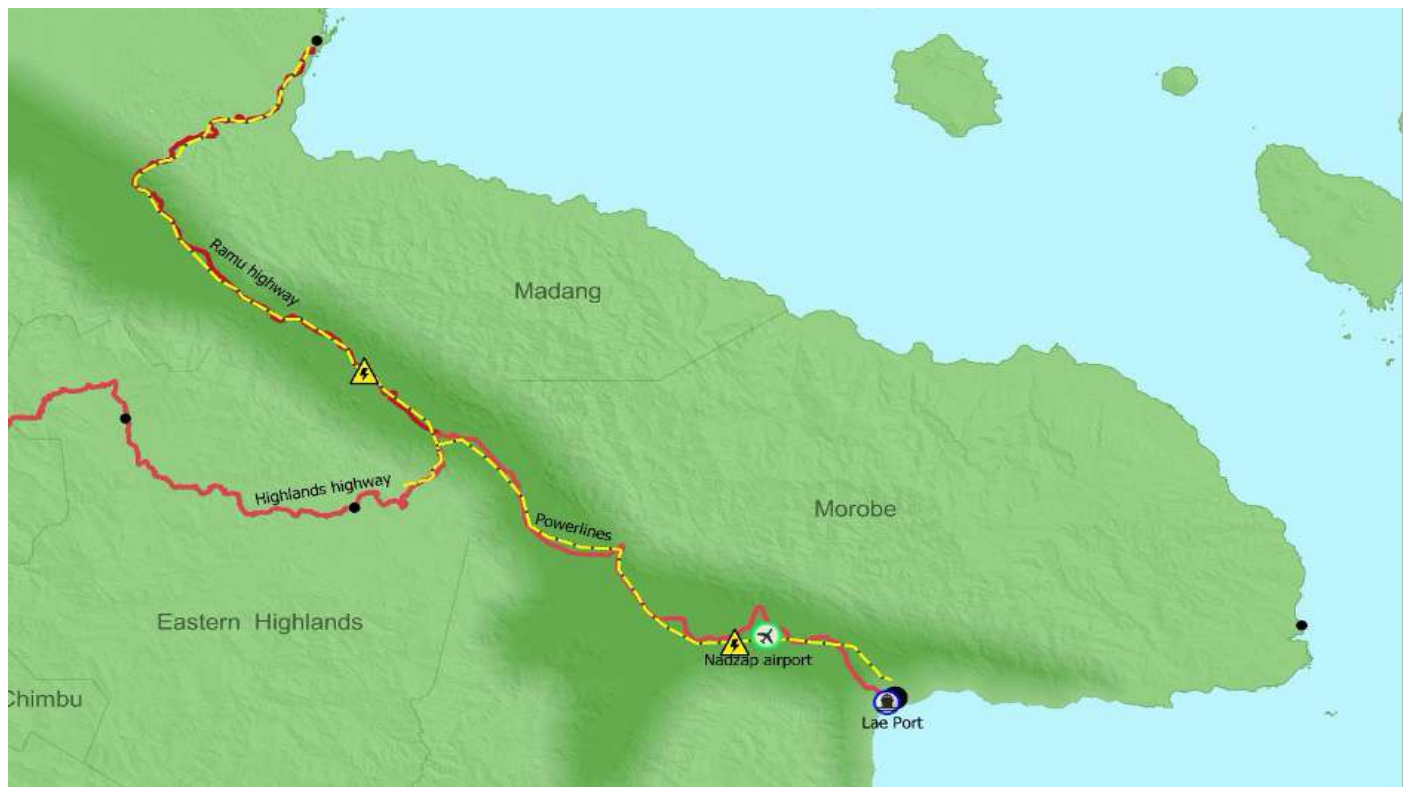 Ramu highway
Madang
Highlands highway
Morobe
Powerlines
Eastern Highlands
Nadzap airport
Chimbu
Lae Port